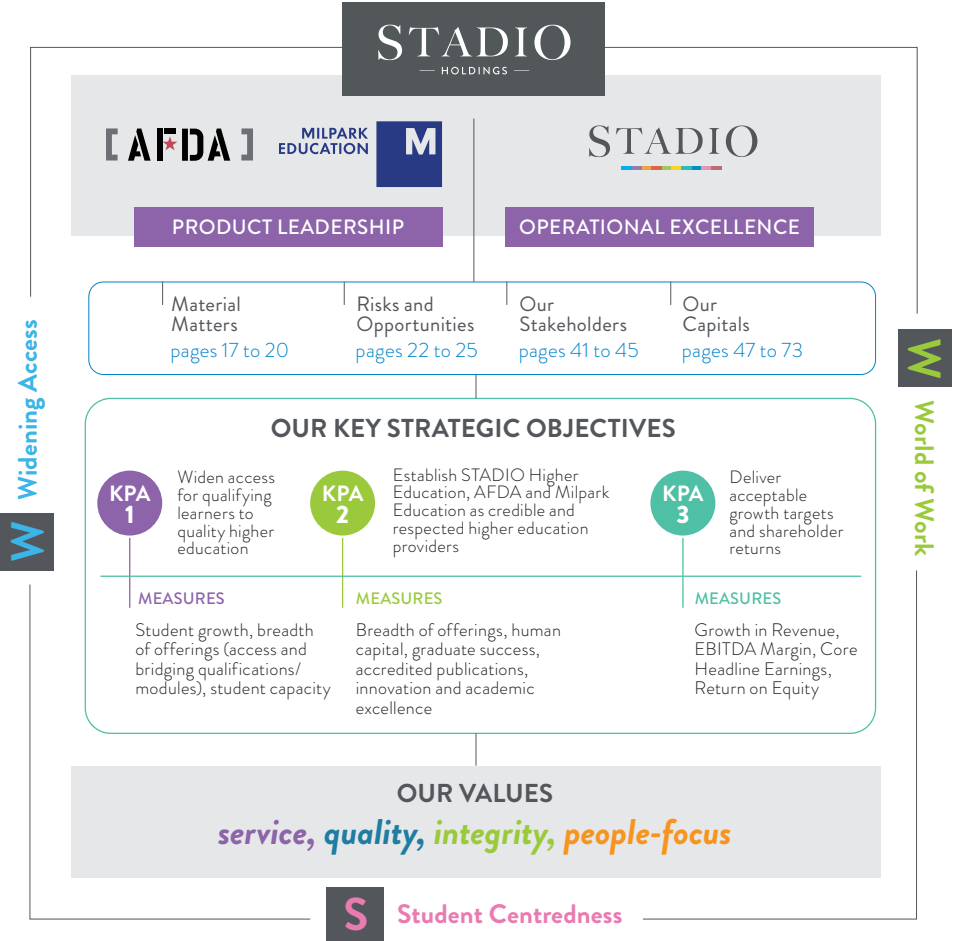 STADIO
HOLDINGS
[AFDA]
MILPARK
EDUCATION
M
STADIO
PRODUCT LEADERSHIP
OPERATIONAL EXCELLENCE
Material
Matters
pages 17 to 20
Risks and
Opportunities
pages 22 to 25
Our
Stakeholders
pages 41 to 45
Our
Capitals
pages 47 to 73
W
Widening Access
W
World of Work
OUR KEY STRATEGIC OBJECTIVES
KPA
1
Widen access
for qualifying
learners to
quality higher
education
KPA
2
Establish STADIO Higher
Education, AFDA and Milpark
Education as credible and
respected higher education
providers
KPA
3
Deliver
acceptable
growth targets
and shareholder
returns
MEASURES
Student growth, breadth
of offerings (access and
bridging qualifications/
modules), student capacity
MEASURES
Breadth of offerings, human
capital, graduate success,
accredited publications,
innovation and academic
excellence
MEASURES
Growth in Revenue,
EBITDA Margin, Core
Headline Earnings,
Return on Equity
OUR VALUES
service, quality, integrity, people-focus
S
Student Centredness